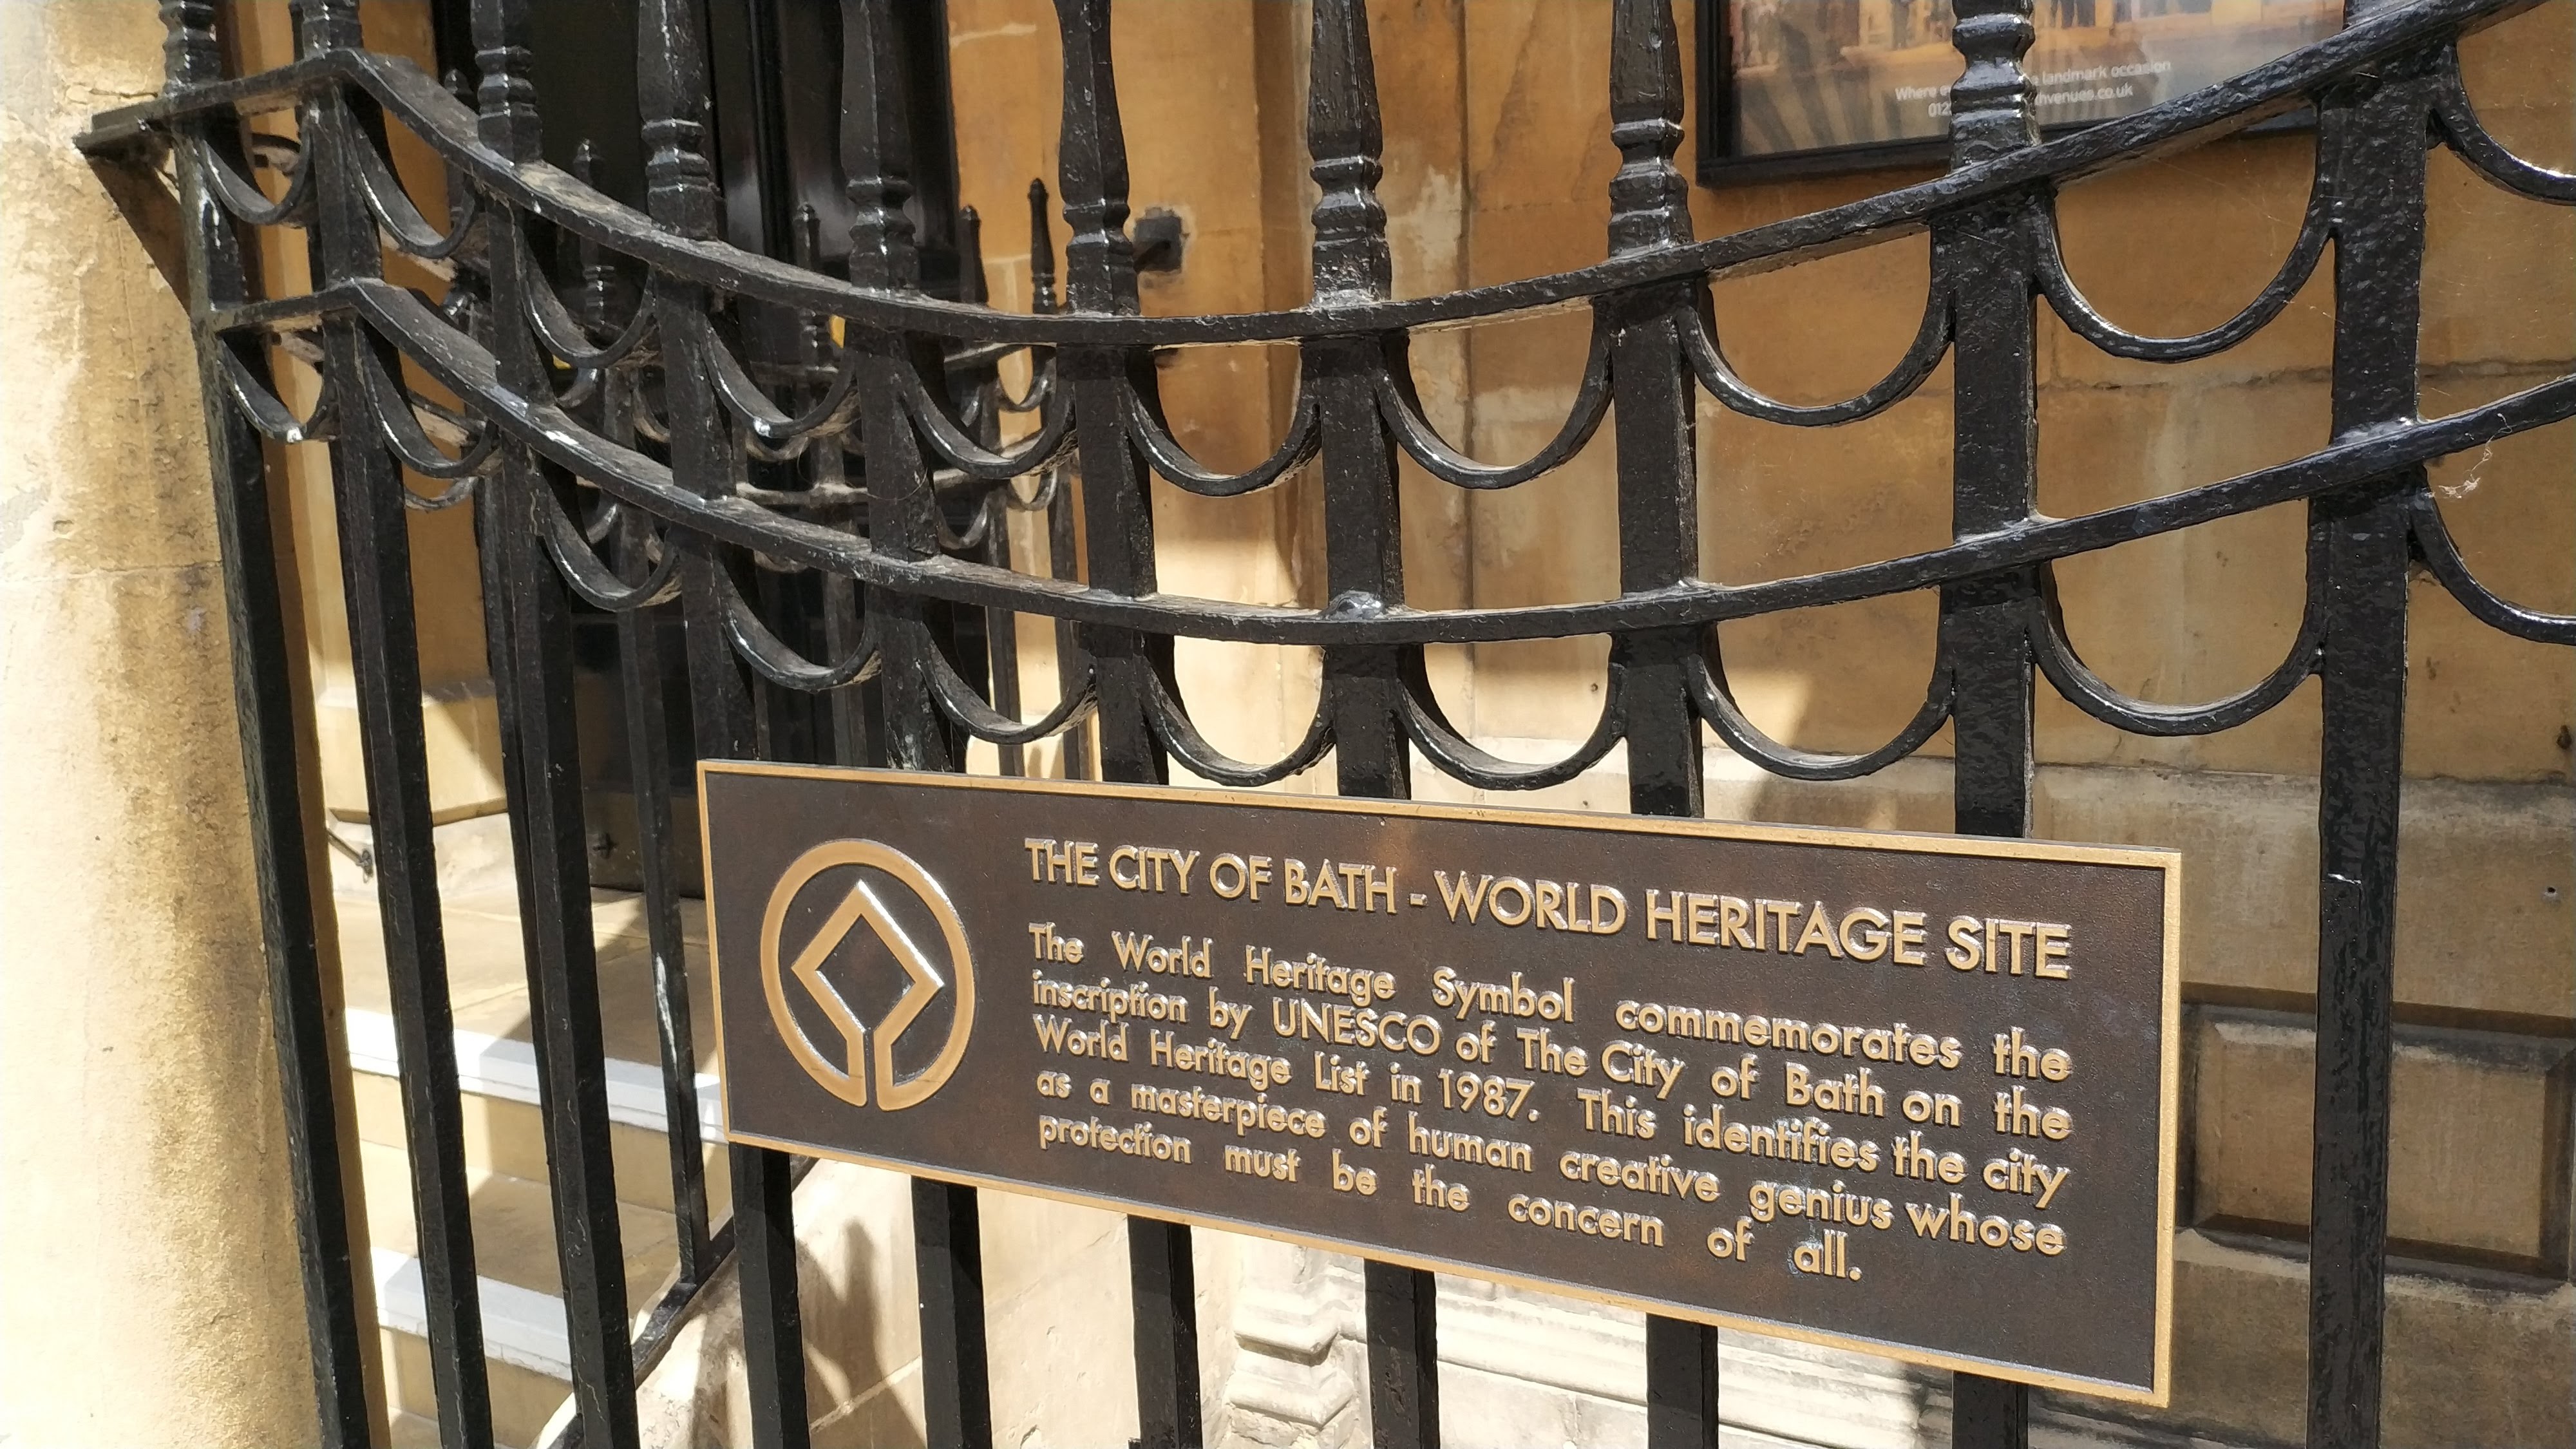 Where a landmark occasion
THE CITY OF BATH - WORLD HERITAGE SITE
The World Heritage Symbol commemorates the
inscription by UNESCO of The City of Bath on the
World Heritage List in 1987. This identifies the city
as a masterpiece of human creative genius whose
protection must be the concern of all.